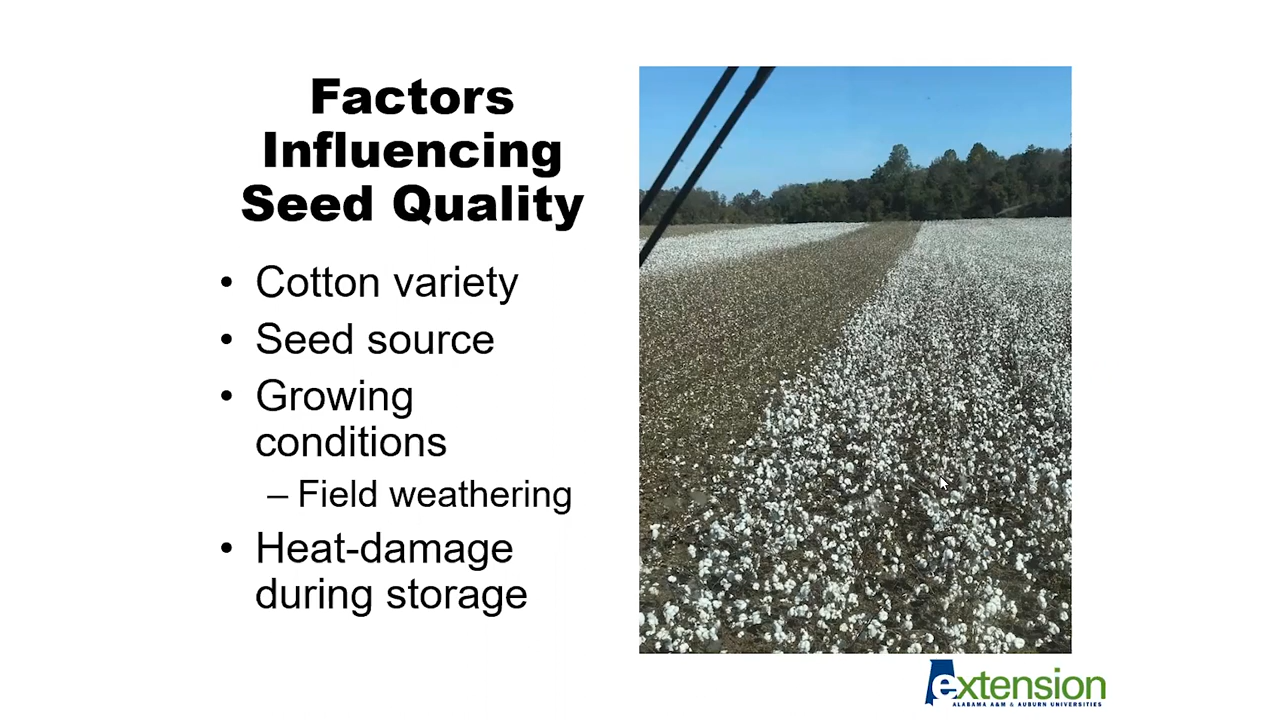 Factors
Influencing
Seed Quality
• Cotton variety
• Seed source
• Growing
conditions
– Field weathering
• Heat-damage
during storage
extension
ALABAMA A&M & AUBURN UNIVERSITIES